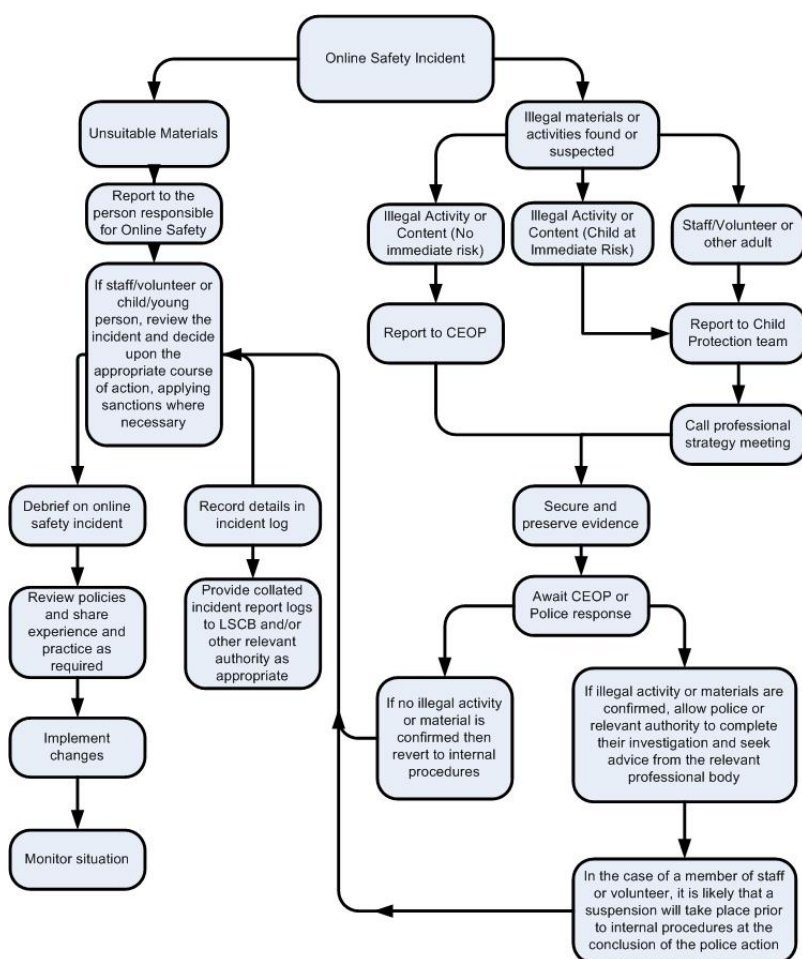 Online Safety Incident
Unsuitable Materials
Report to the
person responsible
for Online Safety
If staff/volunteer or
child/young
person, review the
incident and decide
upon the
appropriate course
of action, applying
sanctions where
necessary
Debrief on online
safety incident
Review policies
and share
experience and
practice as
required
Implement
changes
Monitor situation
Record details in
incident log
Provide collated
incident report logs
to LSCB and/or
other relevant
authority as
appropriate
Illegal materials or
activities found or
suspected
Illegal Activity or
Content (No
immediate risk)
Illegal Activity or
Content (Child at
Immediate Risk)
Staff/Volunteer or
other adult
Report to CEOP
Report to Child
Protection team
Call professional
strategy meeting
Secure and
preserve evidence
Await CEOP or
Police response
If no illegal activity
or material is
confirmed then
revert to internal
procedures
If illegal activity or materials are
confirmed, allow police or
relevant authority to complete
their investigation and seek
advice from the relevant
professional body
In the case of a member of staff
or volunteer, it is likely that a
suspension will take place prior
to internal procedures at the
conclusion of the police action